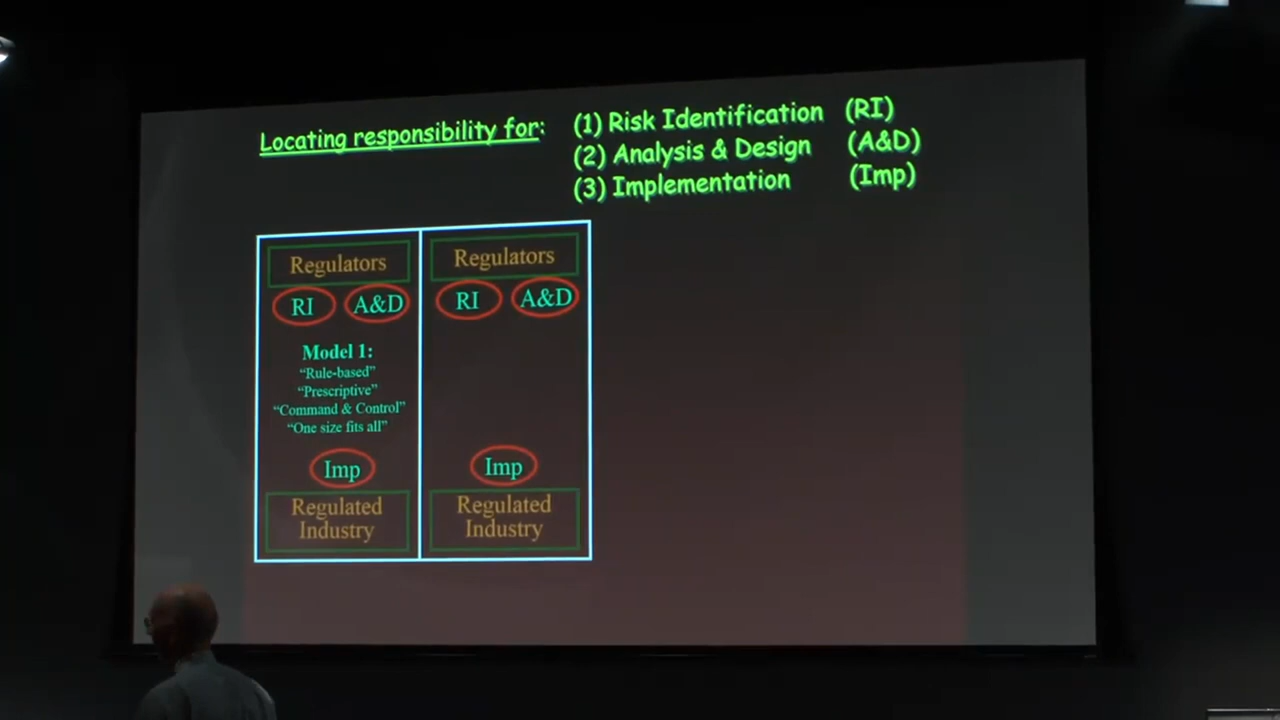 Locating responsibility for:
(1) Risk Identification (RI)
(2) Analysis & Design (A&D)
(3) Implementation (Imp)
Regulators
RI A&D
Model 1:
“Rule-based”
“Prescriptive”
“Command & Control”
“One size fits all”
Imp
Regulated
Industry
Regulators
RI A&D
Imp
Regulated
Industry